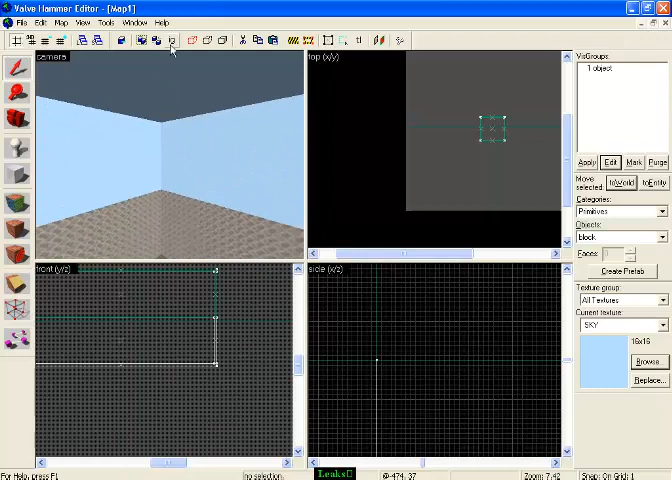 Valve Hammer Editor - [Map1]
File Edit Map View Tools Window Help
camera
top (x/y)
front (y/z)
side (x/z)
VisGroups:
1 object
Apply Edit Mark Purge
Move selected: toWorld toEntity
Categories:
Primitives
Objects:
block
Faces: 0
Create Prefab
Texture group:
All Textures
Current texture:
SKY
16x16
Browse...
Replace...
For Help, press F1
no selection.
Leaks
@-474, 37
Zoom: 7.42
Snap: On Grid: 1